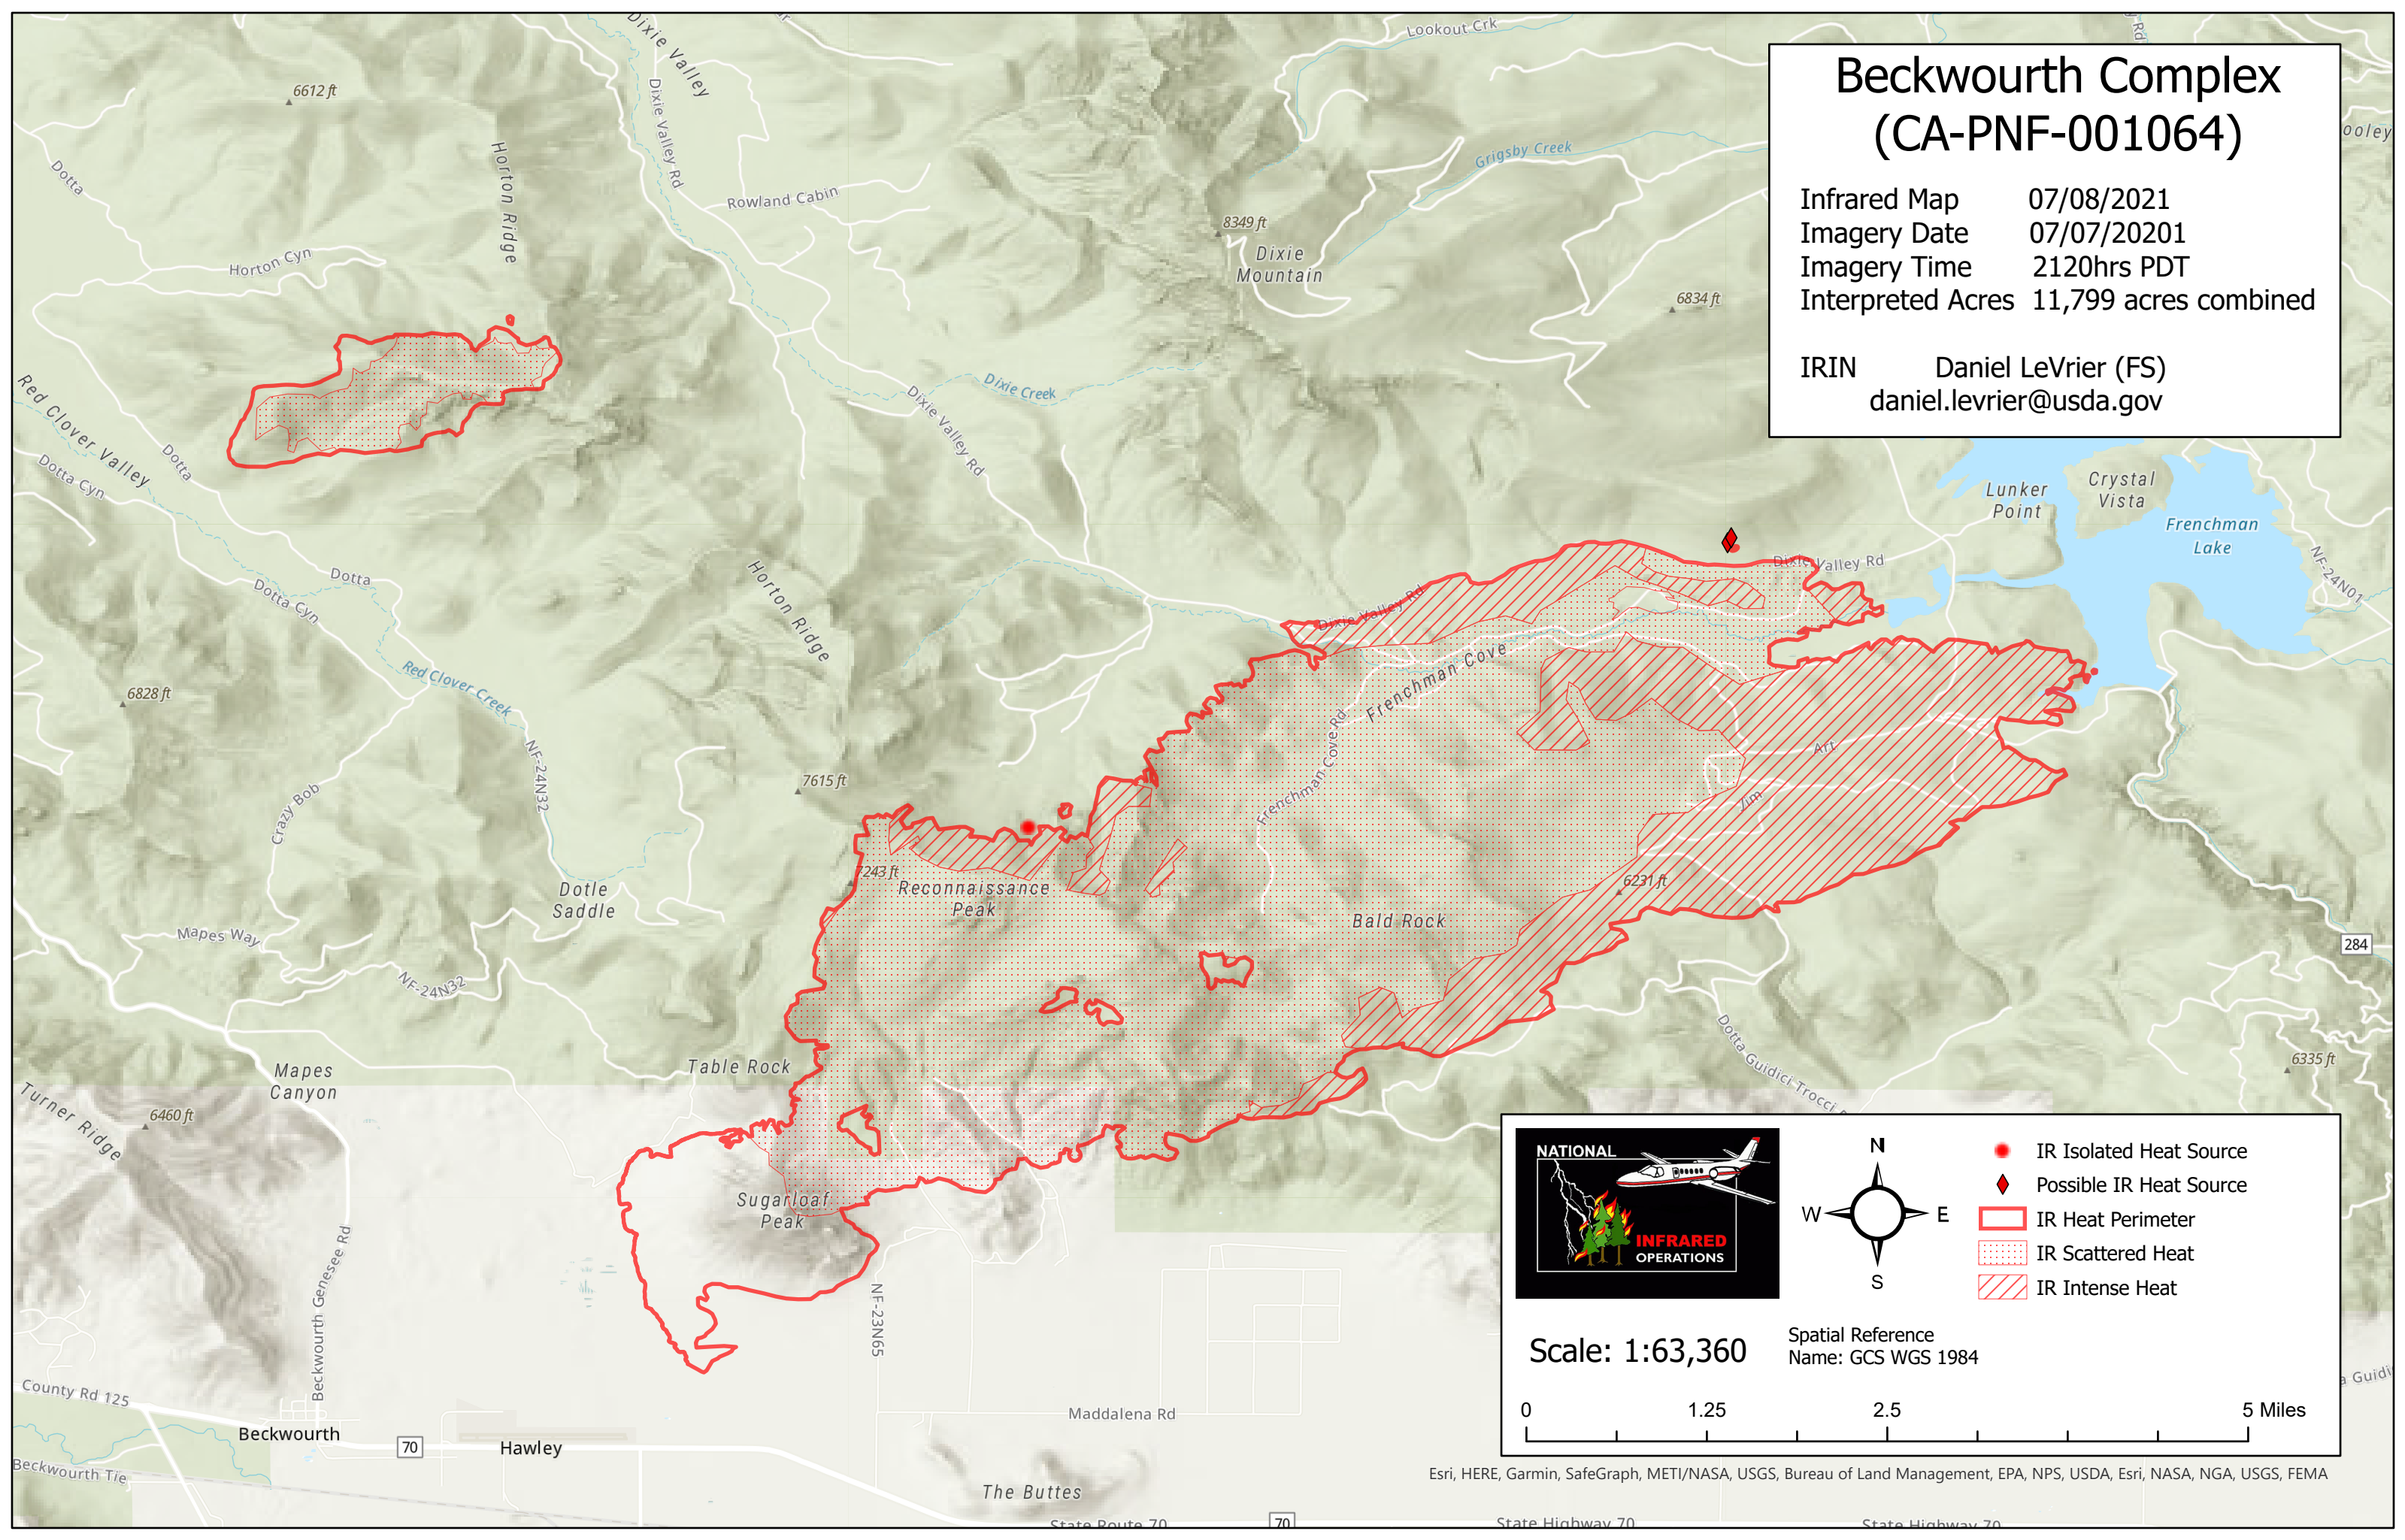 Beckwourth Complex
(CA-PNF-001064)
Infrared Map 07/08/2021
Imagery Date 07/07/20201
Imagery Time 2120hrs PDT
Interpreted Acres 11,799 acres combined
IRIN Daniel LeVrier (FS)
daniel.levrier@usda.gov
Dixie Valley
Lookout Crk
6612 ft
Dixie Valley Rd
Grigsby Creek
Dotta
Horton Ridge
Rowland Cabin
8349 ft
Dixie
Mountain
Horton Cyn
6834 ft
Red Clover Valley
Dixie Creek
Dixie Valley Rd
Dotta
Dotta Cyn
Lunker
Point
Crystal
Vista
Frenchman
Lake
NF-24N01
Dixie Valley Rd
Dotta
Dotta Cyn
Horton Ridge
Dixie Valley Rd
Frenchman Cove
Red Clover Creek
6828 ft
NF-24N32
7615 ft
Frenchman Cove Rd
Art
Jim
Crazy Bob
7243 ft
Reconnaissance
Peak
6231 ft
Dotle
Saddle
Bald Rock
Mapes Way
284
NF-24N32
Dotta Guidici Trocci
Table Rock
Mapes
Canyon
6335 ft
Turner Ridge
6460 ft
Sugarloaf
Peak
Beckwourth Genesee Rd
NF-23N65
County Rd 125
Maddalena Rd
Beckwourth
70
Hawley
Beckwourth Tie
The Buttes
State Route 70
70
State Highway 70
State Highway 70
NATIONAL
INFRARED
OPERATIONS
N
W E
S
IR Isolated Heat Source
Possible IR Heat Source
IR Heat Perimeter
IR Scattered Heat
IR Intense Heat
Scale: 1:63,360
Spatial Reference
Name: GCS WGS 1984
0 1.25 2.5 5 Miles
Esri, HERE, Garmin, SafeGraph, METI/NASA, USGS, Bureau of Land Management, EPA, NPS, USDA, Esri, NASA, NGA, USGS, FEMA